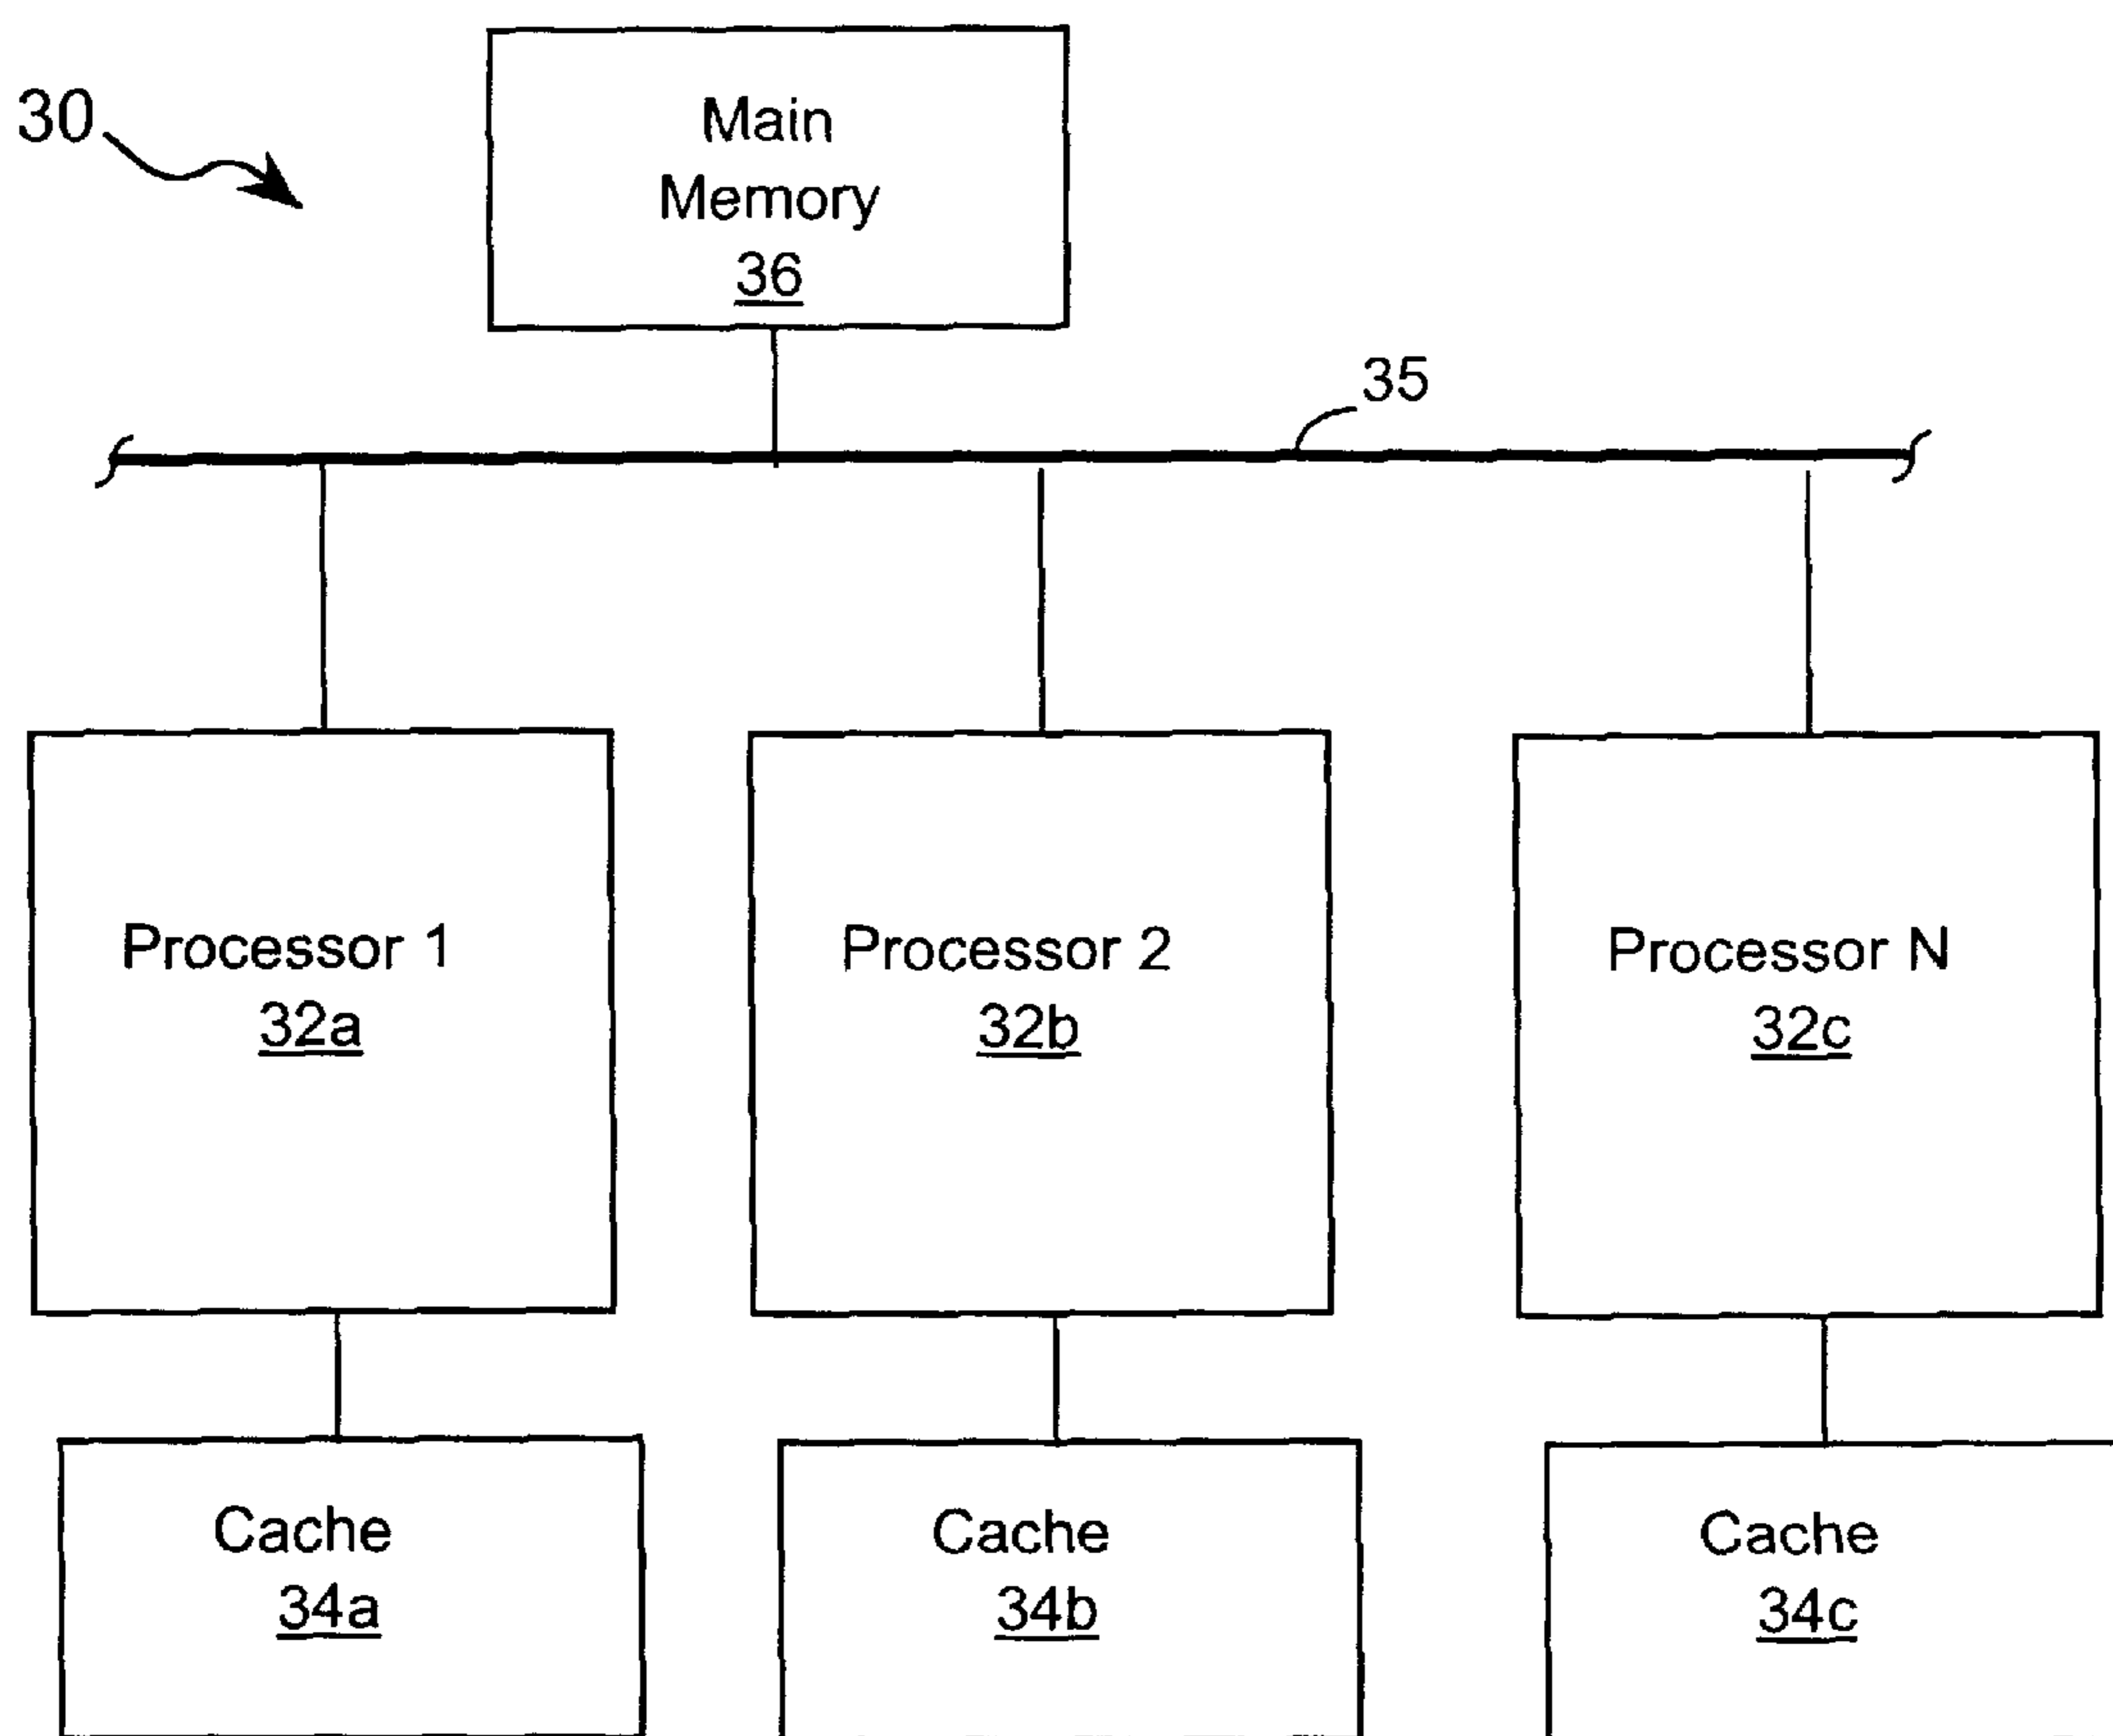 30
Main
Memory
36
35
Processor 1
32a
Processor 2
32b
Processor N
32c
Cache
34a
Cache
34b
Cache
34c